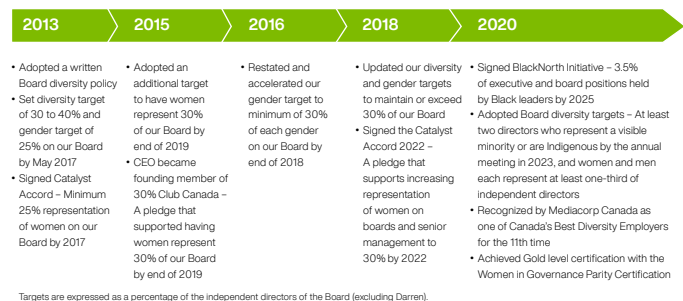 2013
2015
2016
2018
2020
• Adopted a written
Board diversity policy
• Set diversity target
of 30 to 40% and
gender target of
25% on our Board
by May 2017
• Signed Catalyst
Accord – Minimum
25% representation
of women on our
Board by 2017
• Adopted an
additional target
to have women
represent 30%
of our Board by
end of 2019
• CEO became
founding member of
30% Club Canada –
A pledge that
supported having
women represent
30% of our Board
by end of 2019
• Restated and
accelerated our
gender target to
minimum of 30%
of each gender
on our Board by
end of 2018
• Updated our diversity
and gender targets
to maintain or exceed
30% of our Board
• Signed the Catalyst
Accord 2022 –
A pledge that
supports increasing
representation
of women on
boards and senior
management to
30% by 2022
• Signed BlackNorth Initiative – 3.5%
of executive and board positions held
by Black leaders by 2025
• Adopted Board diversity targets – At least
two directors who represent a visible
minority or are Indigenous by the annual
meeting in 2023, and women and men
each represent at least one-third of
independent directors
• Recognized by Mediacorp Canada as
one of Canada's Best Diversity Employers
for the 11th time
• Achieved Gold level certification with the
Women in Governance Parity Certification
Targets are expressed as a percentage of the independent directors of the Board (excluding Darren).